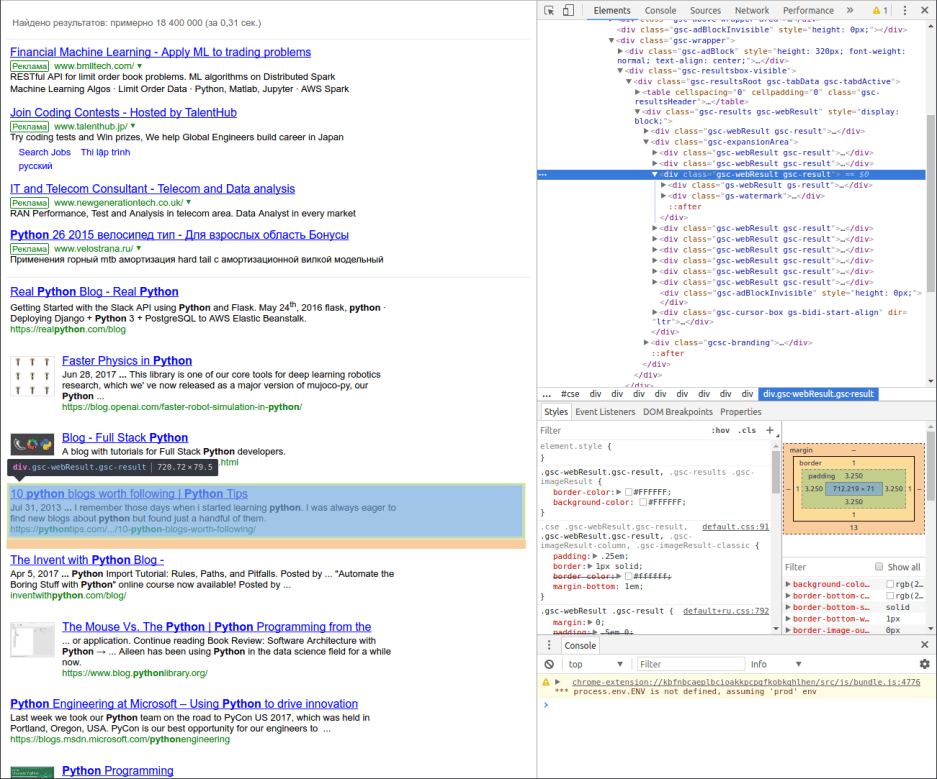 Найдено результатов: примерно 18 400 000 (за 0,31 сек.)
Financial Machine Learning - Apply ML to trading problems
Реклама www.bmlltech.com/ ▾
RESTful API for limit order book problems. ML algorithms on Distributed Spark
Machine Learning Algos · Limit Order Data · Python, Matlab, Jupyter · AWS Spark
Join Coding Contests - Hosted by TalentHub
Реклама www.talenthub.jp/ ▾
Try coding tests and Win prizes, We help Global Engineers build career in Japan
Search Jobs Thi lập trình
русский
IT and Telecom Consultant - Telecom and Data analysis
Реклама www.newgenerationtech.co.uk/ ▾
RAN Performance, Test and Analysis in telecom area. Data Analyst in every market
Python 26 2015 велосипед тип - Для взрослых область Бонусы
Реклама www.velostrana.ru/ ▾
Применения горный mtb амортизация hard tail с амортизационной вилкой модельный
Real Python Blog - Real Python
Getting Started with the Slack API using Python and Flask. May 24th, 2016 flask, python ·
Deploying Django + Python 3 + PostgreSQL to AWS Elastic Beanstalk.
https://realpython.com/blog
Faster Physics in Python
Jun 28, 2017 ... This library is one of our core tools for deep learning robotics
research, which we' ve now released as a major version of mujoco-py, our
Python ...
https://blog.openai.com/faster-robot-simulation-in-python/
Blog - Full Stack Python
A blog with tutorials for Full Stack Python developers.
.html
div.gsc-webResult.gsc-result | 720.72×79.5
10 python blogs worth following | Python Tips
Jul 31, 2013 ... I remember those days when i started learning python. I was always eager to
find new blogs about python but found just a handful of them.
https://pythontips.com/.../10-python-blogs-worth-following/
The Invent with Python Blog -
Apr 5, 2017 ... Python Import Tutorial: Rules, Paths, and Pitfalls. Posted by ... "Automate the
Boring Stuff with Python" online course now available! Posted by ...
inventwithpython.com/blog/
The Mouse Vs. The Python | Python Programming from the
... or application. Continue reading Book Review: Software Architecture with
Python → ... Aileen has been using Python in the data science field for a while
now.
https://www.blog.pythonlibrary.org/
Python Engineering at Microsoft – Using Python to drive innovation
Last week we took our Python team on the road to PyCon US 2017, which was held in
Portland, Oregon, USA. PyCon is our best opportunity for our engineers to ...
https://blogs.msdn.microsoft.com/pythonengineering
Python Programming
Elements Console Sources Network Performance » 1
<div class="gsc-adBlockInvisible" style="height: 0px;"></div>
▼<div class="gsc-wrapper">
▶<div class="gsc-adBlock" style="height: 320px; font-weight:
normal; text-align: center;">…</div>
▼<div class="gsc-resultsbox-visible">
▼<div class="gsc-resultsRoot gsc-tabData gsc-tabdActive">
▶<table cellspacing="0" cellpadding="0" class="gsc-
resultsHeader">…</table>
▼<div class="gsc-results gsc-webResult" style="display:
block;">
▶<div class="gsc-webResult gsc-result">…</div>
▼<div class="gsc-expansionArea">
▶<div class="gsc-webResult gsc-result">…</div>
▶<div class="gsc-webResult gsc-result">…</div>
… ▼<div class="gsc-webResult gsc-result"> == $0
▶<div class="gs-webResult gs-result">…</div>
▶<div class="gs-watermark">…</div>
::after
</div>
▶<div class="gsc-webResult gsc-result">…</div>
▶<div class="gsc-webResult gsc-result">…</div>
▶<div class="gsc-webResult gsc-result">…</div>
▶<div class="gsc-webResult gsc-result">…</div>
▶<div class="gsc-webResult gsc-result">…</div>
▶<div class="gsc-webResult gsc-result">…</div>
<div class="gsc-adBlockInvisible" style="height: 0px;">
</div>
▶<div class="gsc-cursor-box gs-bidi-start-align" dir=
"ltr">…</div>
▶<div class="gcsc-branding">…</div>
::after
</div>
</div>
</div>
... #cse div div div div div div div div.gsc-webResult.gsc-result
Styles Event Listeners DOM Breakpoints Properties
Filter :hov .cls +
element.style {
}
.gsc-webResult.gsc-result, .gsc-results .gsc-
imageResult {
border-color:▶ #FFFFFF;
background-color: #FFFFFF;
}
.cse .gsc-webResult.gsc-result, default.css:91
.gsc-webResult.gsc-result, .gsc-
imageResult-column, .gsc-imageResult-classic {
padding:▶ .25em;
border:▶ 1px solid;
border-color:▶ #ffffff;
margin-bottom: 1em;
}
.gsc-webResult .gsc-result { default+ru.css:792
margin:▶ 0;
padding:▶ .5em 0;
margin –
border 1
padding 3.250
– 1 3.250 712.219 × 71 3.250 1 –
3.250
1
13
Filter Show all
▶background-colo… rgb(2…
▶border-bottom-c… rgb(2…
▶border-bottom-s… solid
▶border-bottom-w… 1px
▶border-image-ou… 0px
Console
top ▼ Filter Info ▼
▶ chrome-extension://kbfnbcaeplbcioakkpcpgfkobkghlhen/src/js/bundle.js:4776
*** process.env.ENV is not defined, assuming 'prod' env